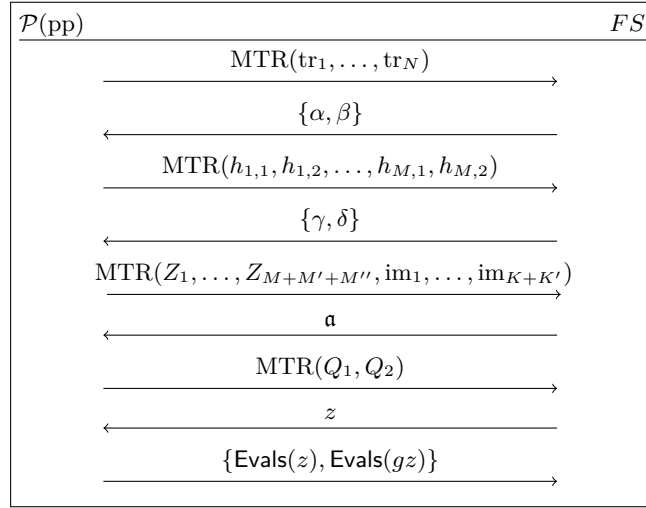 𝒫(pp) FS
MTR(tr₁, …, tr_N)
{α, β}
MTR(h₁,₁, h₁,₂, …, h_M,₁, h_M,₂)
{γ, δ}
MTR(Z₁, …, Z_{M+M′+M″}, im₁, …, im_{K+K′})
𝔞
MTR(Q₁, Q₂)
z
{Evals(z), Evals(gz)}